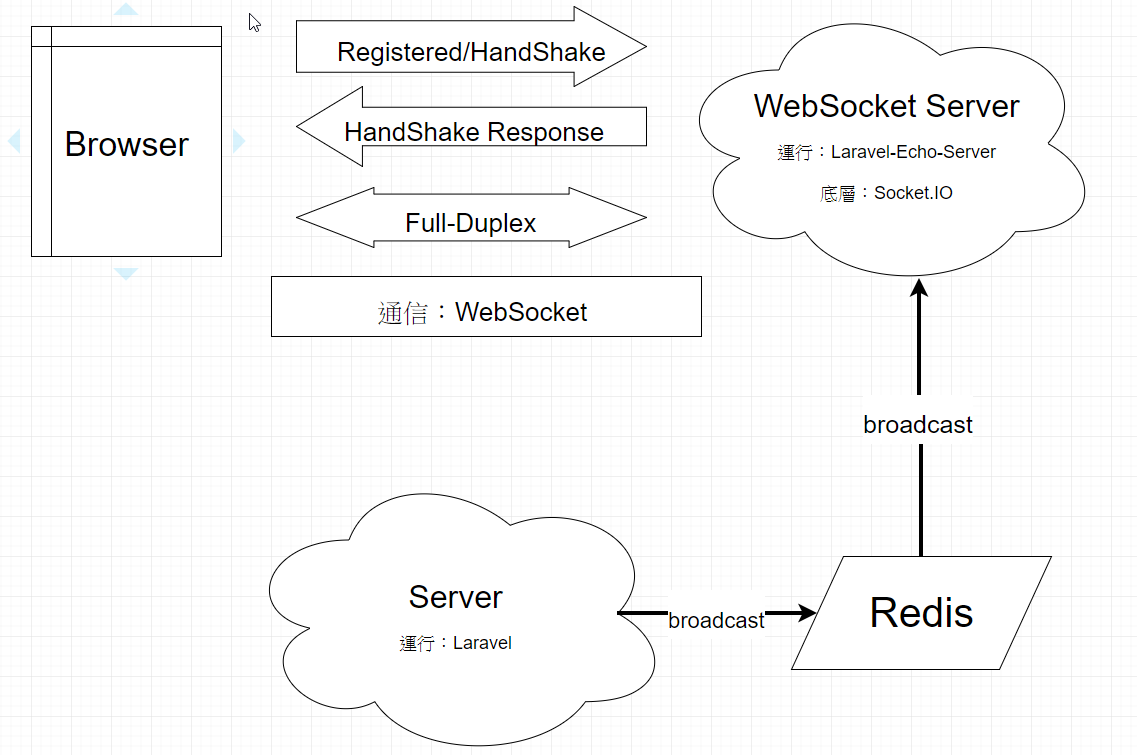 Browser
Registered/HandShake
HandShake Response
Full-Duplex
通信：WebSocket
WebSocket Server
運行：Laravel-Echo-Server
底層：Socket.IO
broadcast
Server
運行：Laravel
broadcast
Redis